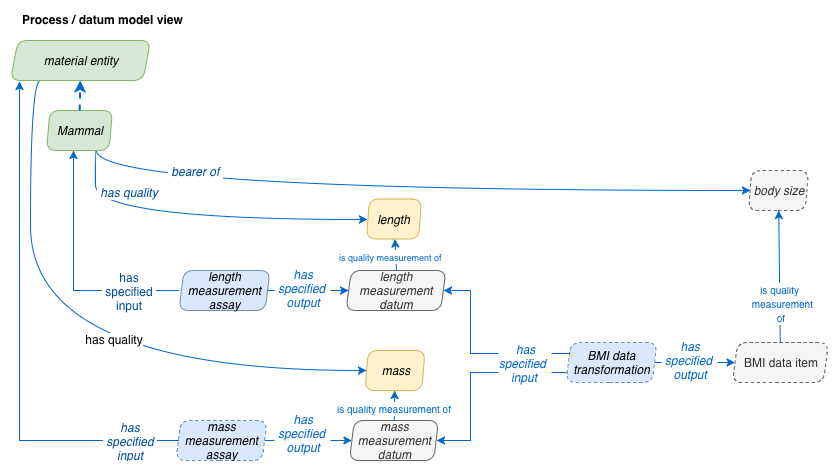 Process / datum model view
material entity
Mammal
bearer of
body size
has quality
length
is quality measurement of
has
specified
input
length
measurement
assay
has
specified
output
length
measurement
datum
is quality
measurement
of
has quality
has
specified
input
BMI data
transformation
has
specified
output
BMI data item
mass
is quality measurement of
has
specified
input
mass
measurement
assay
has
specified
output
mass
measurement
datum